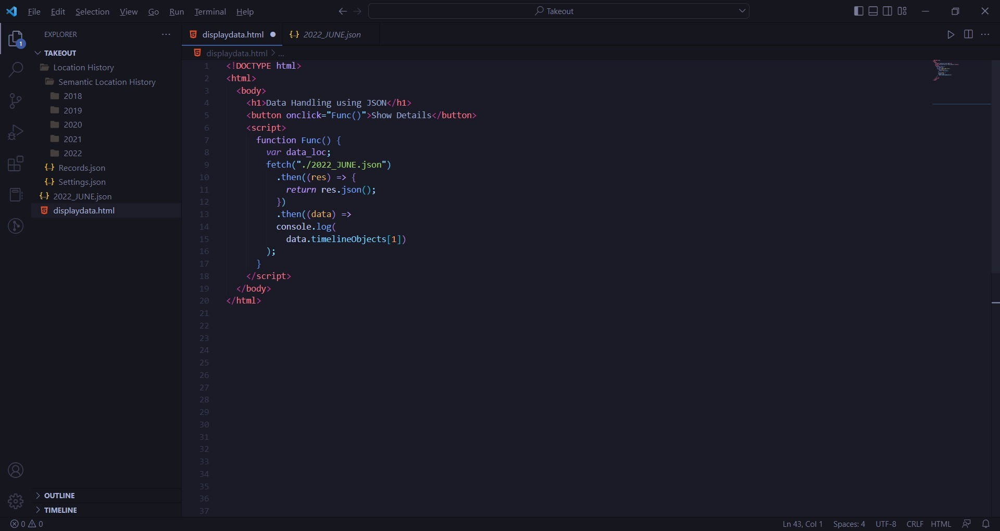 File Edit Selection View Go Run Terminal Help
Takeout
1
EXPLORER
TAKEOUT
Location History
Semantic Location History
2018
2019
2020
2021
2022
Records.json
Settings.json
2022_JUNE.json
displaydata.html
OUTLINE
TIMELINE
displaydata.html
2022_JUNE.json
displaydata.html > ...
1 <!DOCTYPE html>
2 <html>
3 <body>
4 <h1>Data Handling using JSON</h1>
5 <button onclick="Func()">Show Details</button>
6 <script>
7 function Func() {
8 var data_loc;
9 fetch("./2022_JUNE.json")
10 .then((res) => {
11 return res.json();
12 })
13 .then((data) =>
14 console.log(
15 data.timelineObjects[1])
16 );
17 }
18 </script>
19 </body>
20 </html>
21
22
23
24
25
26
27
28
29
30
31
32
33
34
35
36
37
0 0
Ln 43, Col 1 Spaces: 4 UTF-8 CRLF HTML